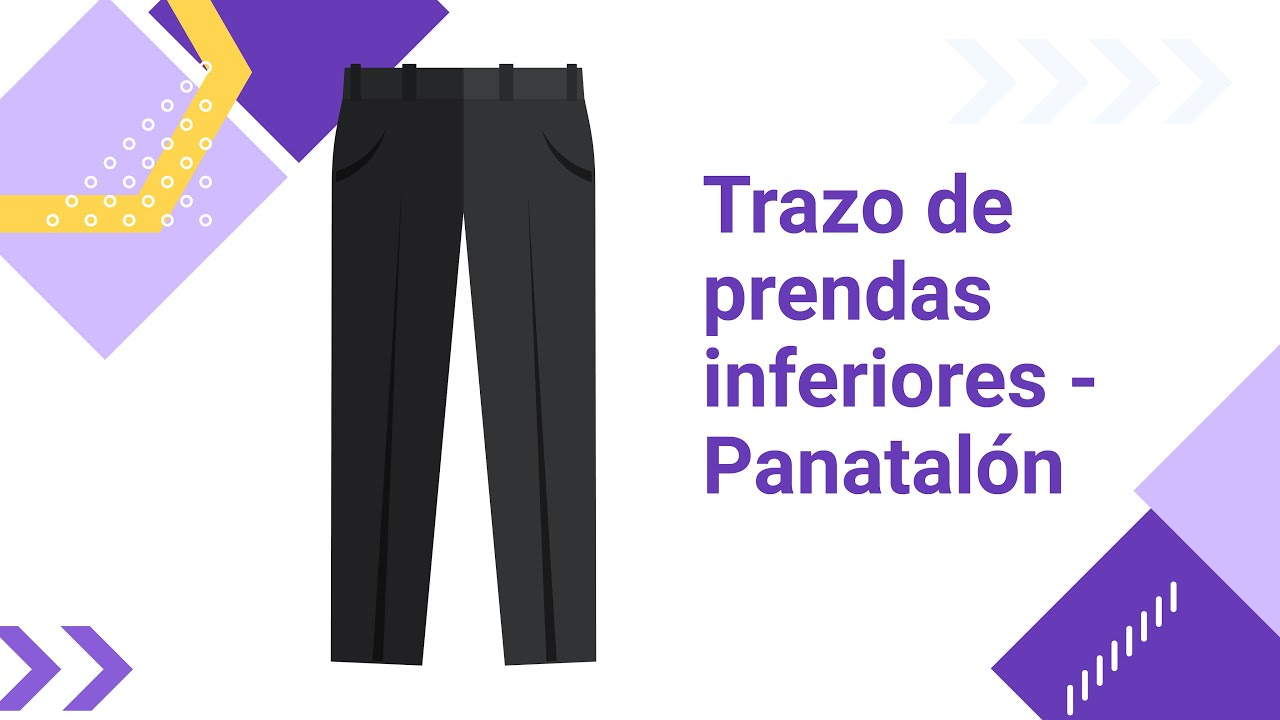 Trazo de
prendas
inferiores -
Panatalón